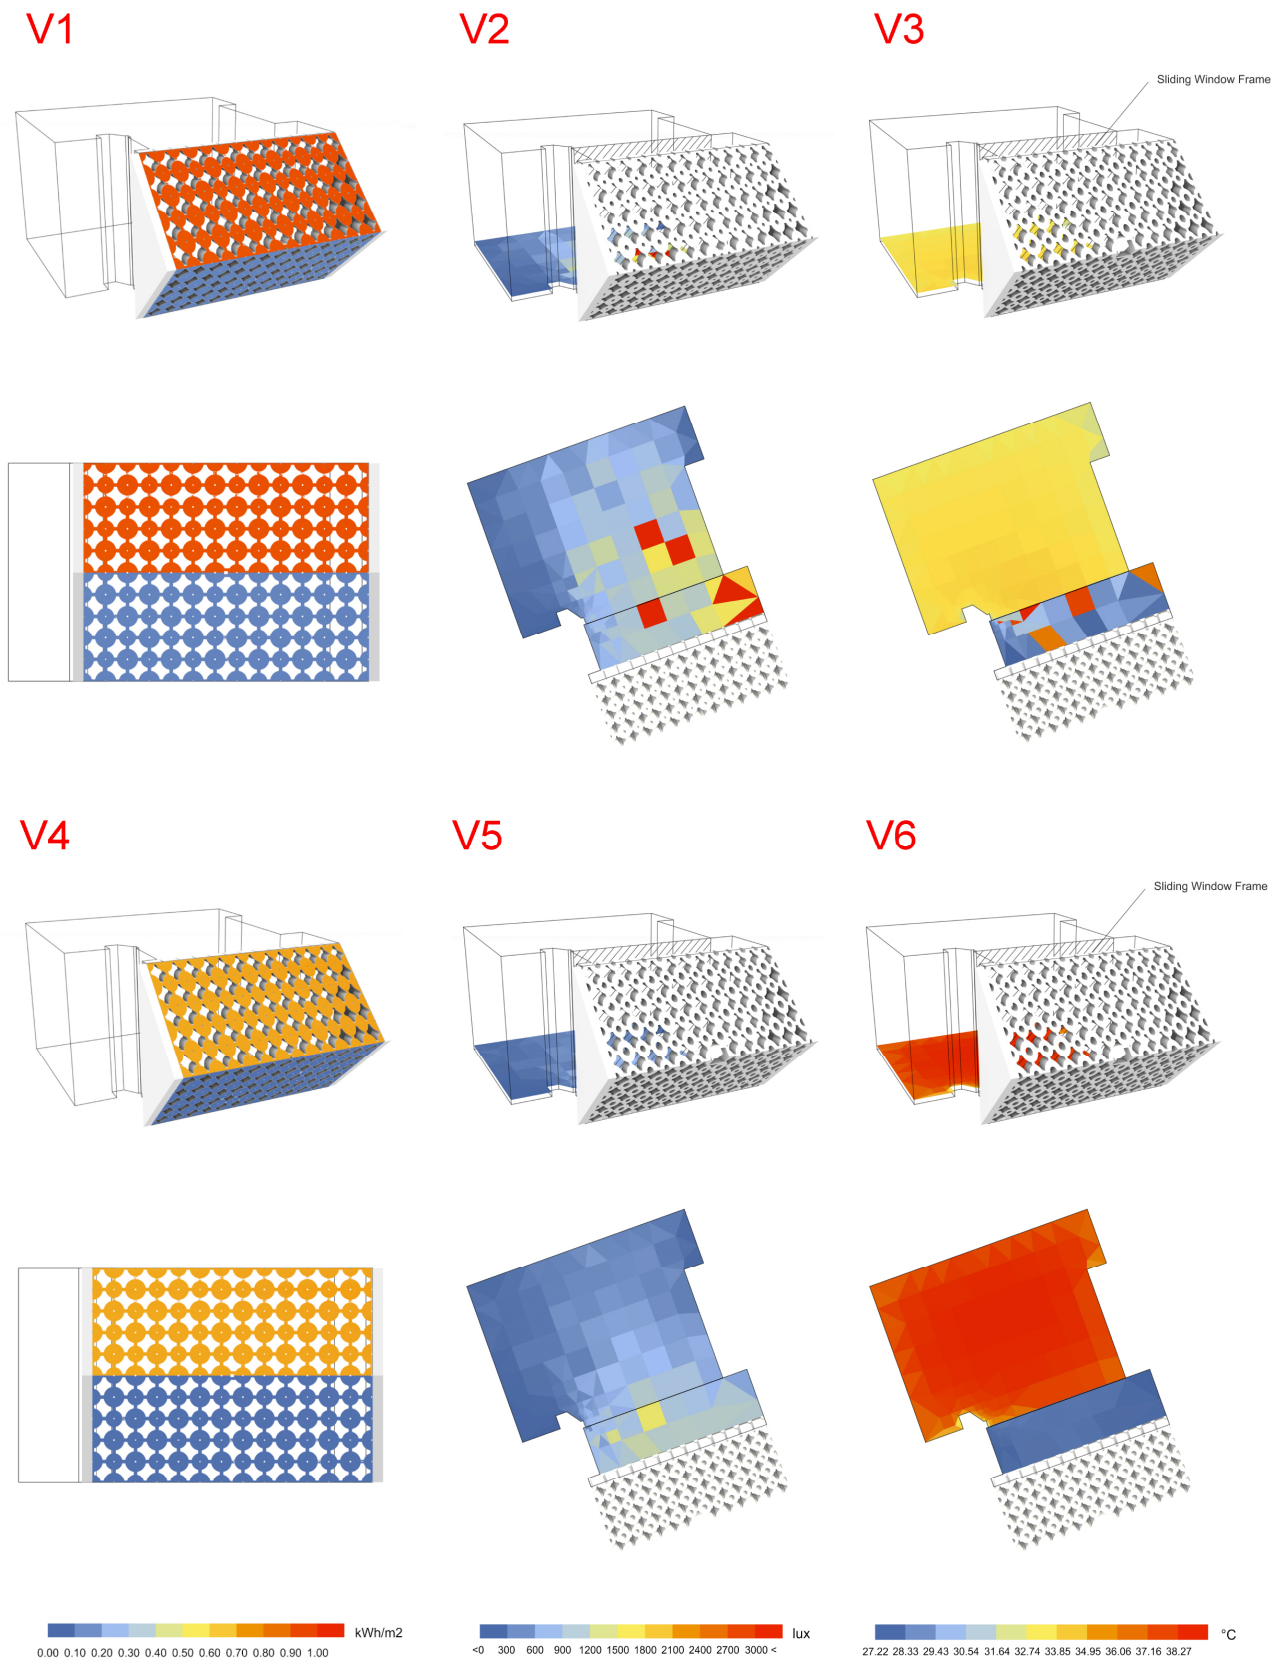 V1
V2
V3
Sliding Window Frame
V4
V5
V6
Sliding Window Frame
kWh/m2
0.00 0.10 0.20 0.30 0.40 0.50 0.60 0.70 0.80 0.90 1.00
lux
<0 300 600 900 1200 1500 1800 2100 2400 2700 3000 <
°C
27.22 28.33 29.43 30.54 31.64 32.74 33.85 34.95 36.06 37.16 38.27